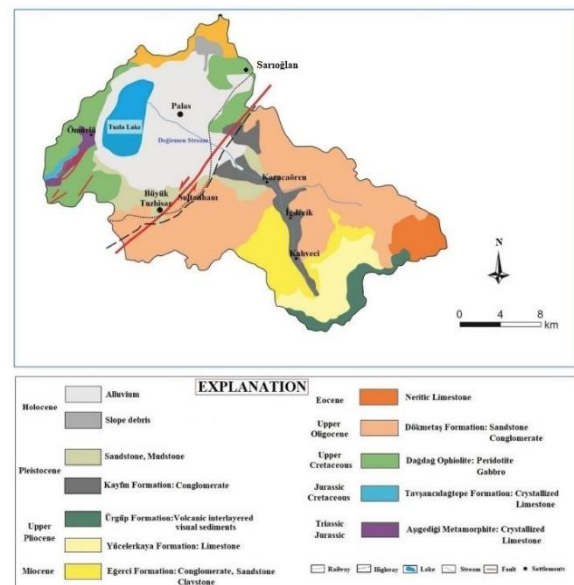 Sarıoğlan
Palas
Ömürlü
Tuzla Lake
Değirmen Stream
Karacaören
Büyük
Tuzhisar
Sultanhanı
İğdecik
Kahveci
N
0 4 8
km
EXPLANATION
Holocene
Alluvium
Slope debris
Pleistocene
Sandstone, Mudstone
Kayfın Formation: Conglomerate
Upper
Pliocene
Ürgüp Formation: Volcanic interlayered
visual sediments
Yücelerkaya Formation: Limestone
Miocene
Eğerci Formation: Conglomerate, Sandstone
Claystone
Eocene
Neritic Limestone
Upper
Oligocene
Dökmetaş Formation: Sandstone
Conglomerate
Upper
Cretaceous
Dağdağ Ophiolite: Peridotite
Gabbro
Jurassic
Cretaceous
Tavşancıdağtepe Formation: Crystallized
Limestone
Triassic
Jurassic
Aşgediği Metamorphite: Crystallized
Limestone
Railway Highway Lake Stream Fault Settlements